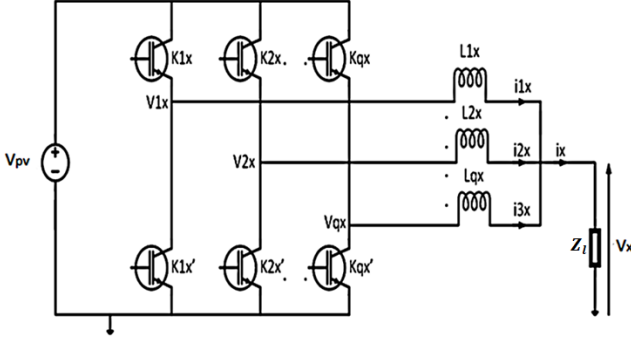 L1x
K1x
K2x
Kqx
i1x
V1x
L2x
i2x
ix
Vpv
+
-
V2x
Lqx
Vqx
i3x
Zl
Vx
K1x'
K2x'
Kqx'